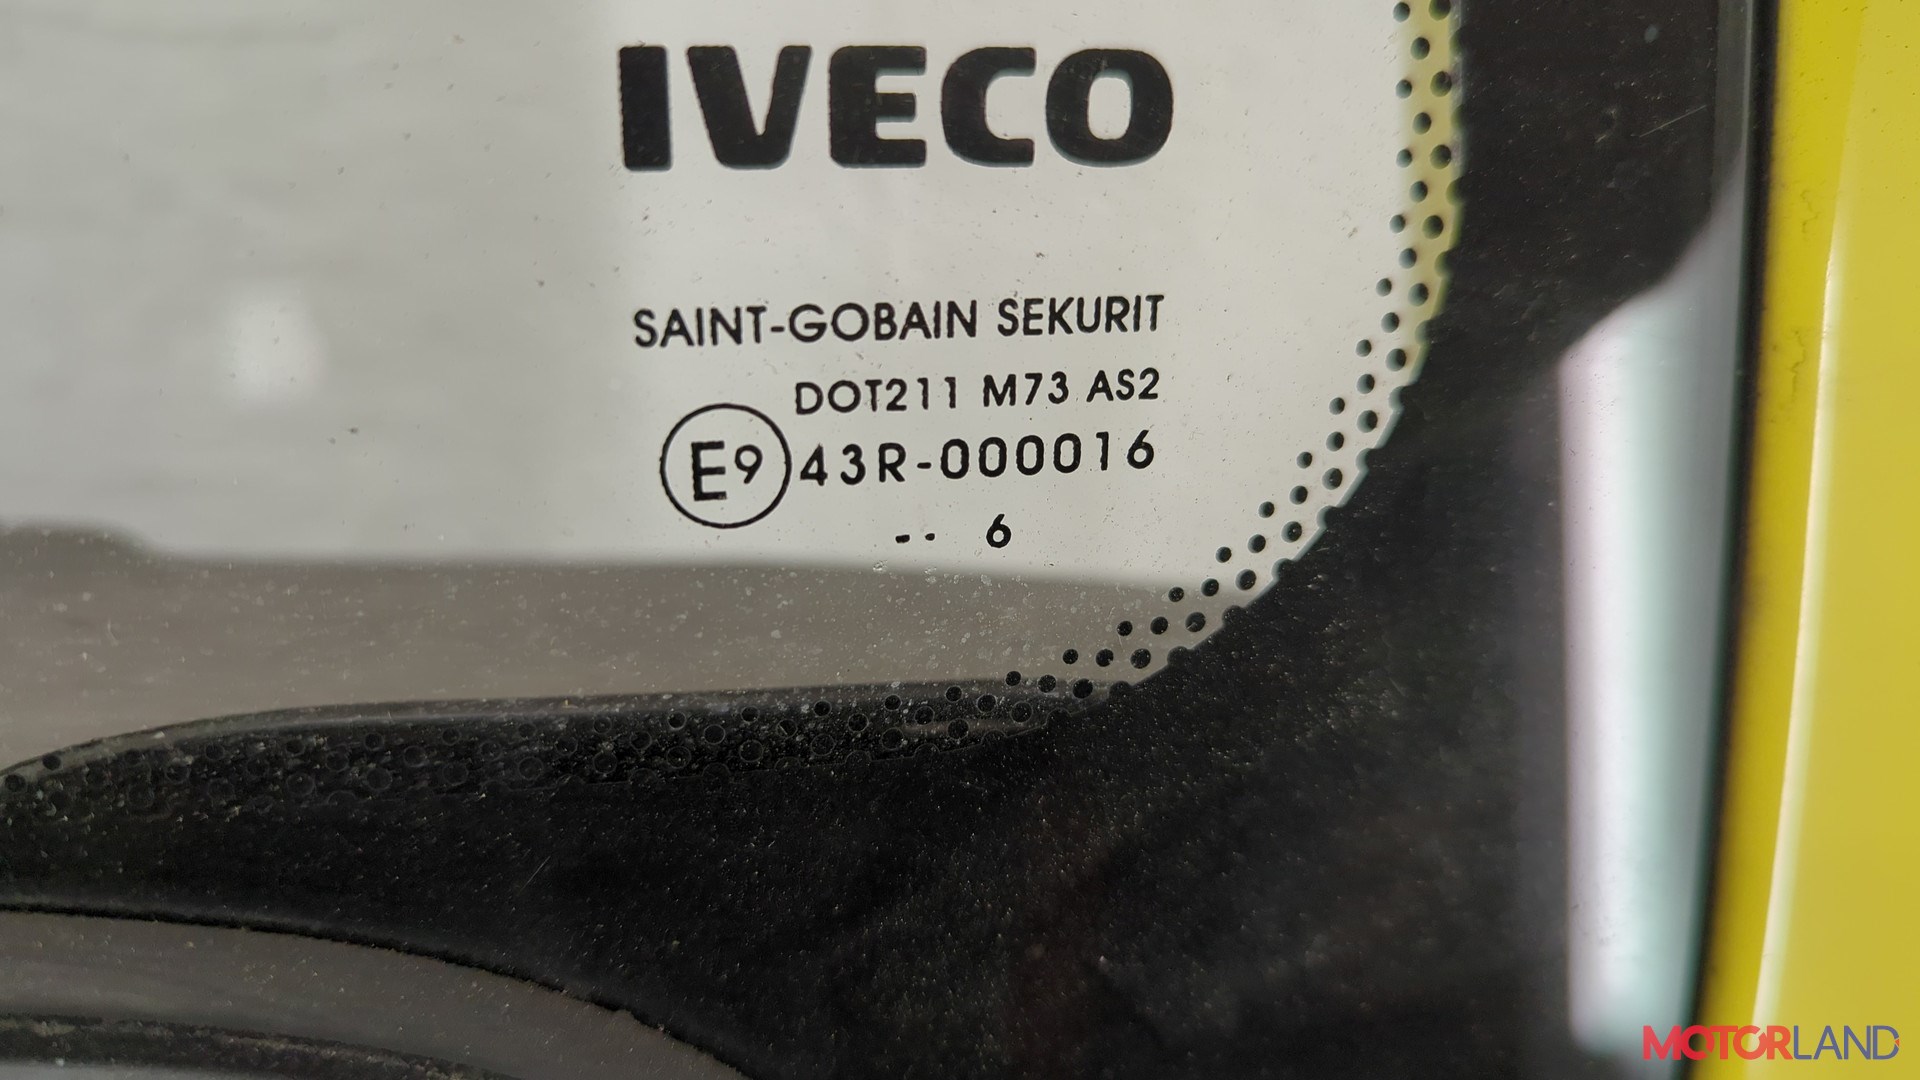 IVECO
SAINT-GOBAIN SEKURIT
DOT211 M73 AS2
E9 43R-000016
-· 6
MOTORLAND